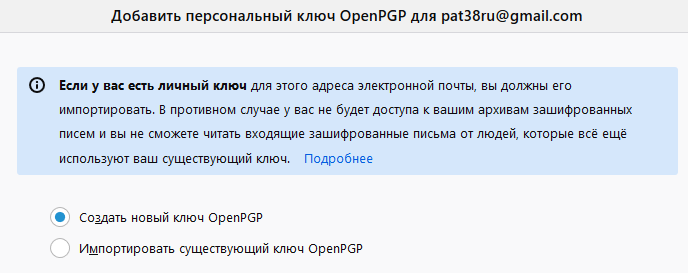 Добавить персональный ключ OpenPGP для pat38ru@gmail.com
Если у вас есть личный ключ для этого адреса электронной почты, вы должны его
импортировать. В противном случае у вас не будет доступа к вашим архивам зашифрованных
писем и вы не сможете читать входящие зашифрованные письма от людей, которые всё ещё
используют ваш существующий ключ. Подробнее
Создать новый ключ OpenPGP
Импортировать существующий ключ OpenPGP